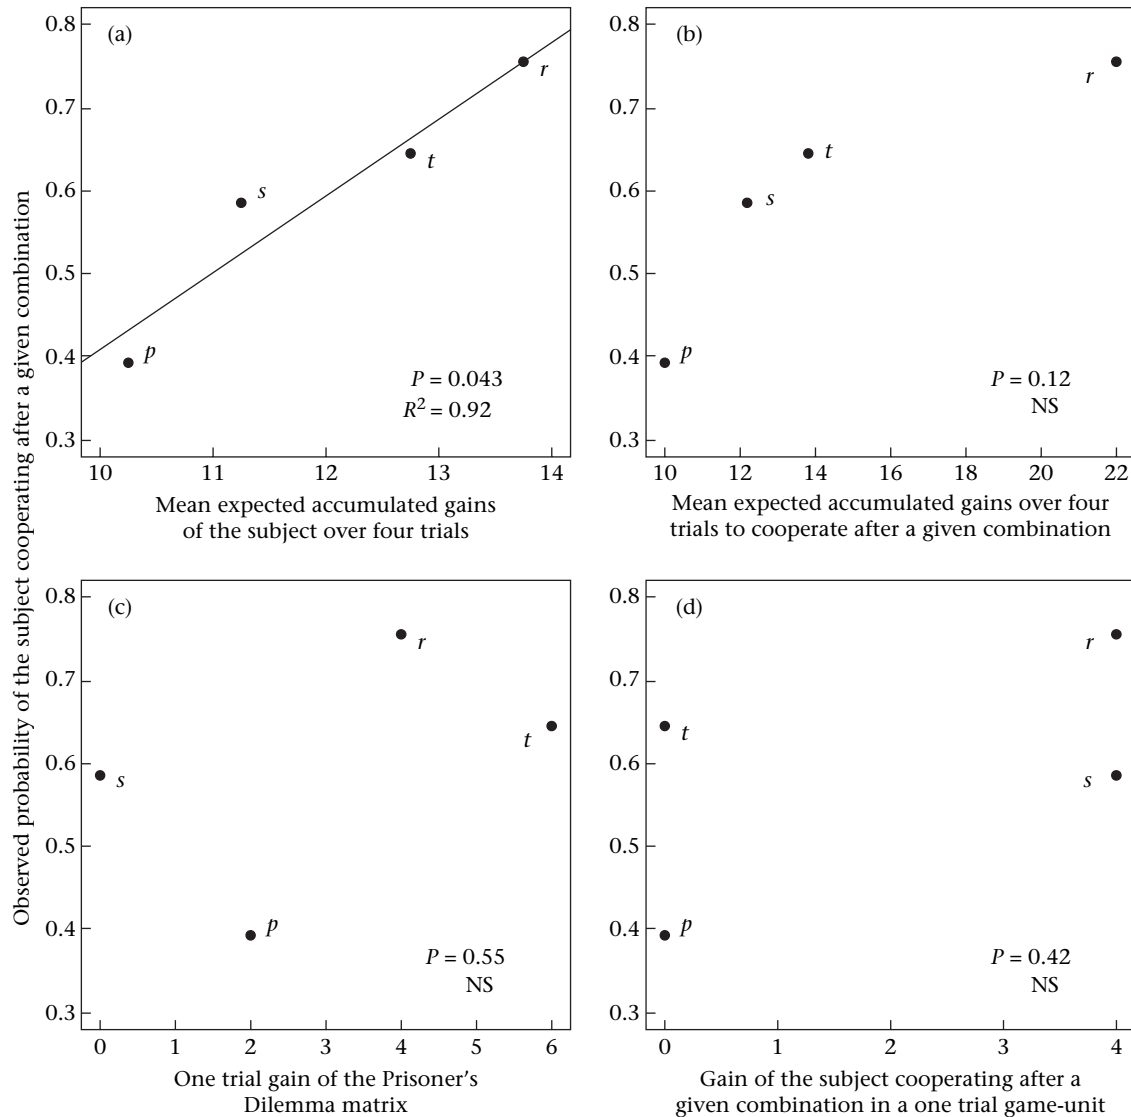 Observed probability of the subject cooperating after a given combination
(a)
0.8
0.7
0.6
0.5
0.4
0.3
r
t
s
p
P = 0.043
R² = 0.92
10 11 12 13 14
Mean expected accumulated gains
of the subject over four trials
(b)
0.8
0.7
0.6
0.5
0.4
0.3
r
t
s
p
P = 0.12
NS
10 12 14 16 18 20 22
Mean expected accumulated gains over four
trials to cooperate after a given combination
(c)
0.8
0.7
0.6
0.5
0.4
0.3
r
t
s
p
P = 0.55
NS
0 1 2 3 4 5 6
One trial gain of the Prisoner's
Dilemma matrix
(d)
0.8
0.7
0.6
0.5
0.4
0.3
r
t
s
p
P = 0.42
NS
0 1 2 3 4
Gain of the subject cooperating after a
given combination in a one trial game-unit